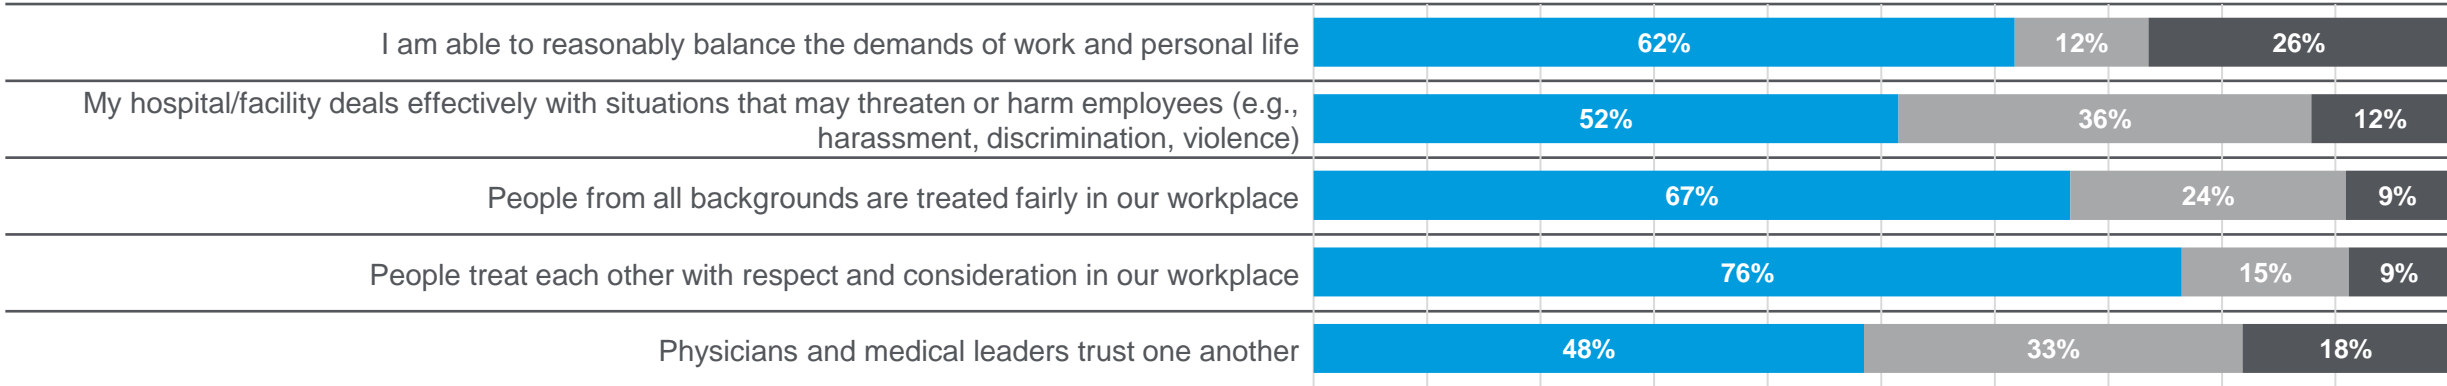 I am able to reasonably balance the demands of work and personal life
62% 12% 26%
My hospital/facility deals effectively with situations that may threaten or harm employees (e.g.,
harassment, discrimination, violence)
52% 36% 12%
People from all backgrounds are treated fairly in our workplace
67% 24% 9%
People treat each other with respect and consideration in our workplace
76% 15% 9%
Physicians and medical leaders trust one another
48% 33% 18%